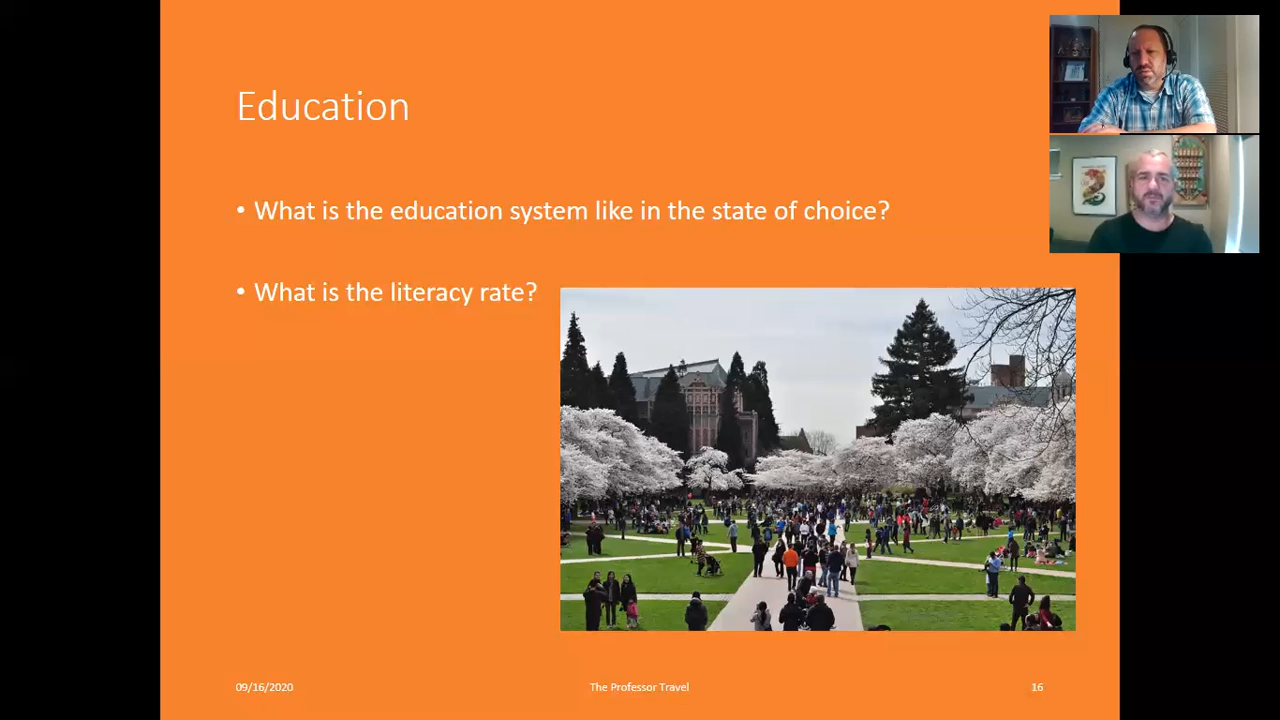 Education
• What is the education system like in the state of choice?
• What is the literacy rate?
09/16/2020
The Professor Travel
16